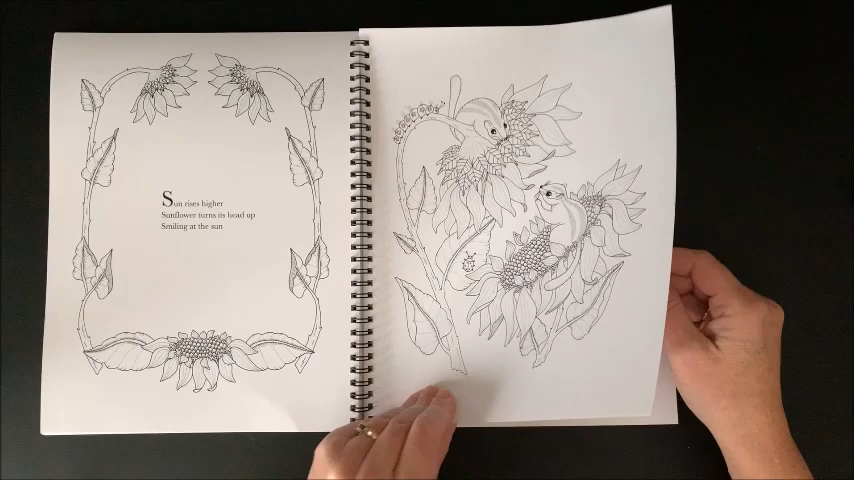 Sun rises higher
Sunflower turns its head up
Smiling at the sun